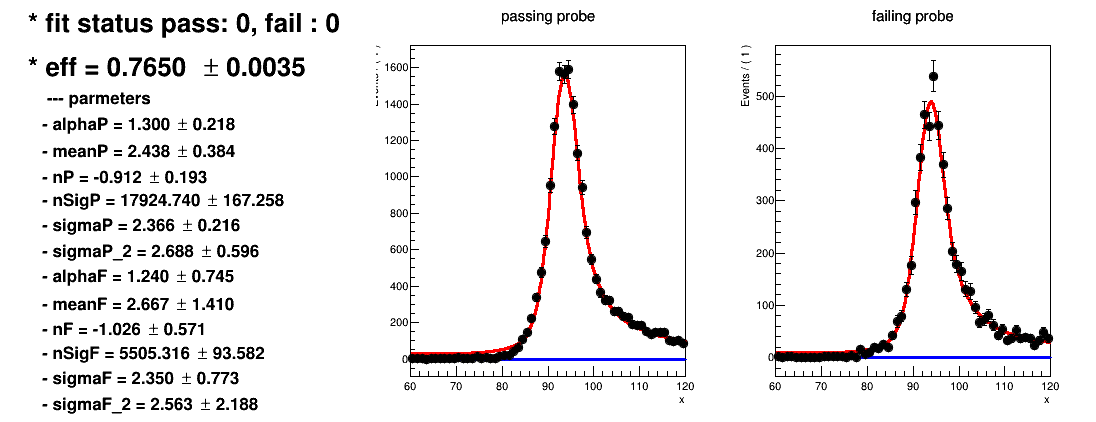 * fit status pass: 0, fail : 0
* eff = 0.7650 ± 0.0035
--- parmeters
- alphaP = 1.300 ± 0.218
- meanP = 2.438 ± 0.384
- nP = -0.912 ± 0.193
- nSigP = 17924.740 ± 167.258
- sigmaP = 2.366 ± 0.216
- sigmaP_2 = 2.688 ± 0.596
- alphaF = 1.240 ± 0.745
- meanF = 2.667 ± 1.410
- nF = -1.026 ± 0.571
- nSigF = 5505.316 ± 93.582
- sigmaF = 2.350 ± 0.773
- sigmaF_2 = 2.563 ± 2.188
passing probe
1600
1400
1200
1000
800
600
400
200
0
60 70 80 90 100 110 120
x
failing probe
Events / ( 1 )
500
400
300
200
100
0
60 70 80 90 100 110 120
x